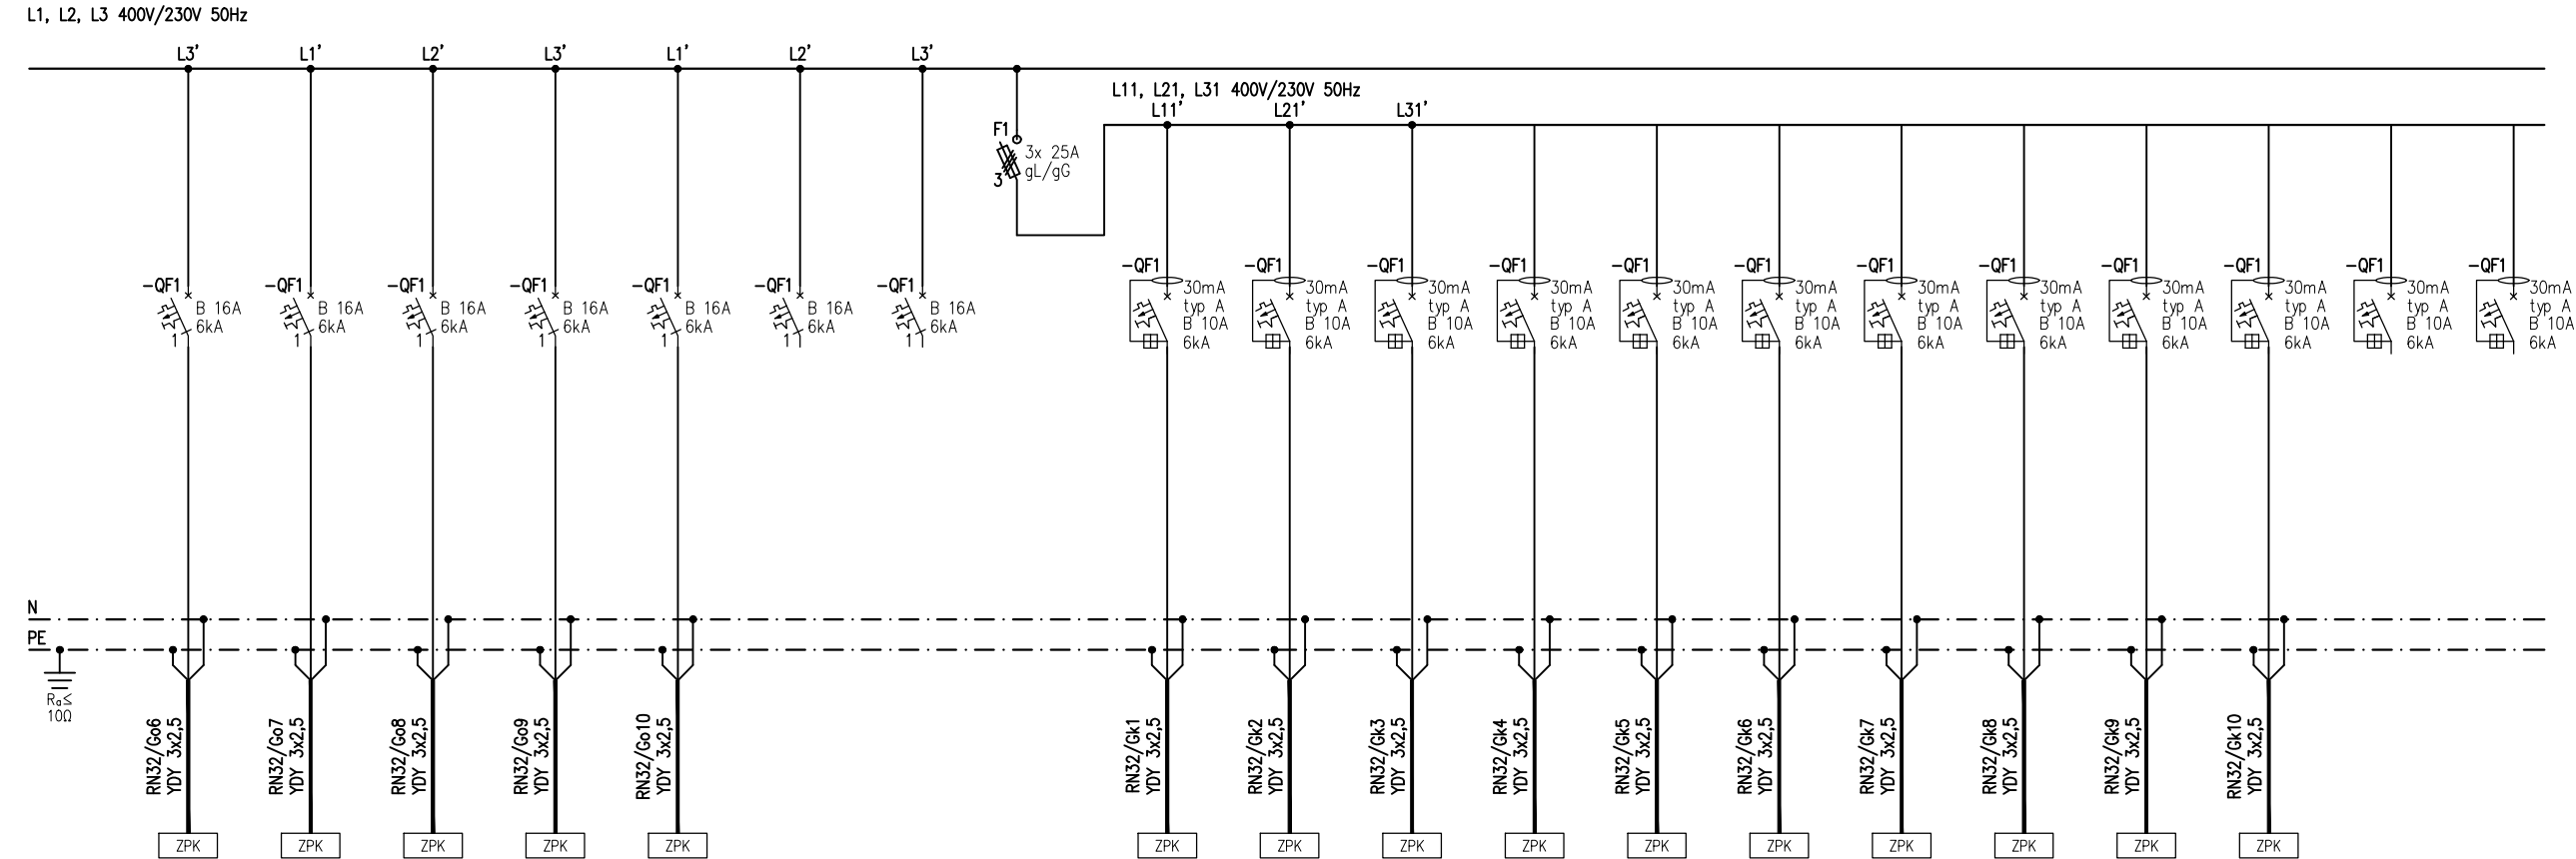 L1, L2, L3 400V/230V 50Hz
L3' L1' L2' L3' L1' L2' L3'
L11, L21, L31 400V/230V 50Hz
L11' L21' L31'
F1
3x 25A
gL/gG
3
-QF1 -QF1 -QF1 -QF1 -QF1 -QF1 -QF1 -QF1 -QF1 -QF1 -QF1 -QF1
30mA 30mA 30mA 30mA 30mA 30mA 30mA 30mA 30mA 30mA 30mA 30mA
typ A typ A typ A typ A typ A typ A typ A typ A typ A typ A typ A typ A
B 10A B 10A B 10A B 10A B 10A B 10A B 10A B 10A B 10A B 10A B 10A B 10A
6kA 6kA 6kA 6kA 6kA 6kA 6kA 6kA 6kA 6kA 6kA 6kA
-QF1 -QF1 -QF1 -QF1 -QF1 -QF1 -QF1
B 16A B 16A B 16A B 16A B 16A B 16A B 16A
6kA 6kA 6kA 6kA 6kA 6kA 6kA
1 1 1 1 1 1 1
N
PE
Ra≤
10Ω
RN32/Go6
YDY 3x2,5
RN32/Go7
YDY 3x2,5
RN32/Go8
YDY 3x2,5
RN32/Go9
YDY 3x2,5
RN32/Go10
YDY 3x2,5
RN32/Gk1
YDY 3x2,5
RN32/Gk2
YDY 3x2,5
RN32/Gk3
YDY 3x2,5
RN32/Gk4
YDY 3x2,5
RN32/Gk5
YDY 3x2,5
RN32/Gk6
YDY 3x2,5
RN32/Gk7
YDY 3x2,5
RN32/Gk8
YDY 3x2,5
RN32/Gk9
YDY 3x2,5
RN32/Gk10
YDY 3x2,5
ZPK ZPK ZPK ZPK ZPK ZPK ZPK ZPK ZPK ZPK ZPK ZPK ZPK ZPK ZPK